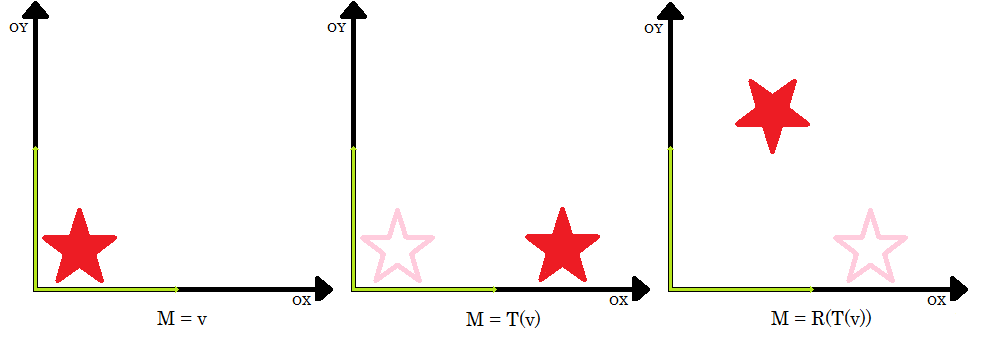 OY
OX
M = v
OY
OX
M = T(v)
OY
OX
M = R(T(v))